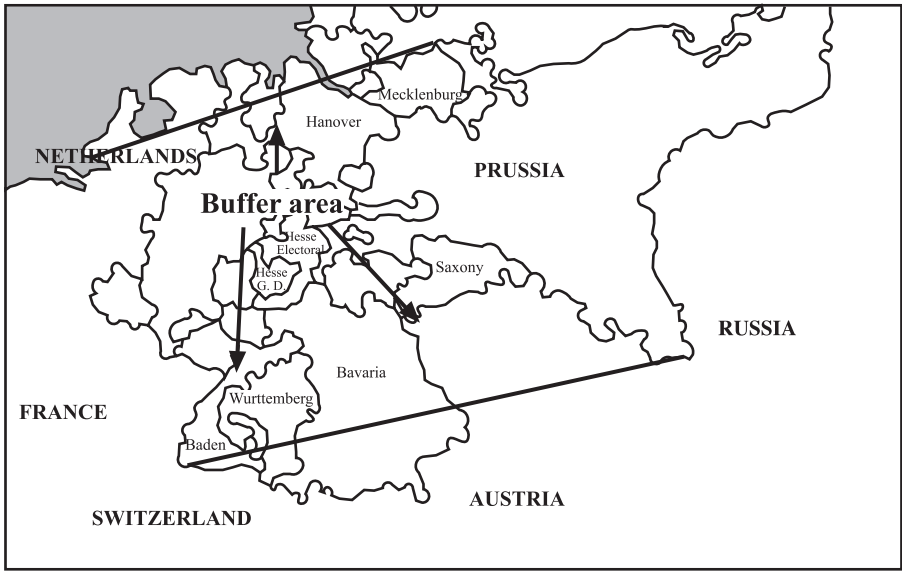 Mecklenburg
Hanover
NETHERLANDS
PRUSSIA
Buffer area
Hesse
Electoral
Hesse
G. D.
Saxony
RUSSIA
Bavaria
Wurttemberg
FRANCE
Baden
AUSTRIA
SWITZERLAND